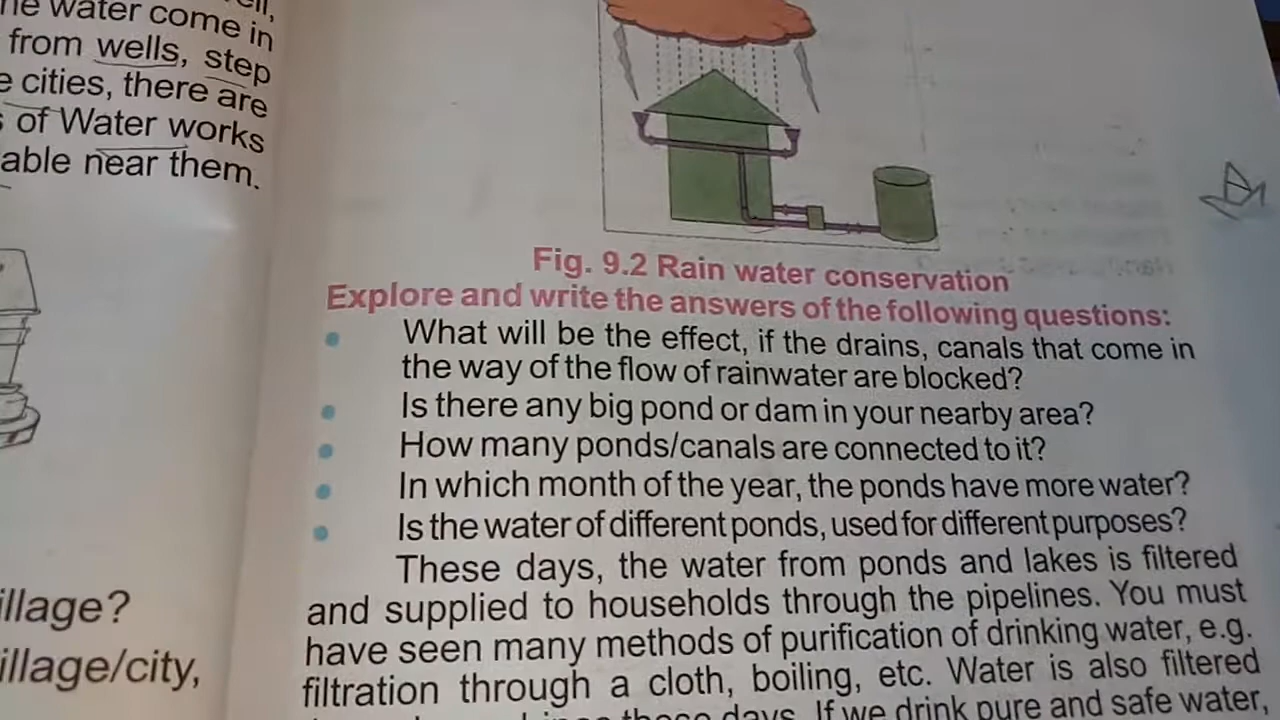 he water come in
from wells, step
cities, there are
of Water works
able near them.
illage?
illage/city,
Fig. 9.2 Rain water conservation
Explore and write the answers of the following questions:
• What will be the effect, if the drains, canals that come in
the way of the flow of rainwater are blocked?
• Is there any big pond or dam in your nearby area?
• How many ponds/canals are connected to it?
• In which month of the year, the ponds have more water?
• Is the water of different ponds, used for different purposes?
These days, the water from ponds and lakes is filtered
and supplied to households through the pipelines. You must
have seen many methods of purification of drinking water, e.g.
filtration through a cloth, boiling, etc. Water is also filtered
these days. If we drink pure and safe water,